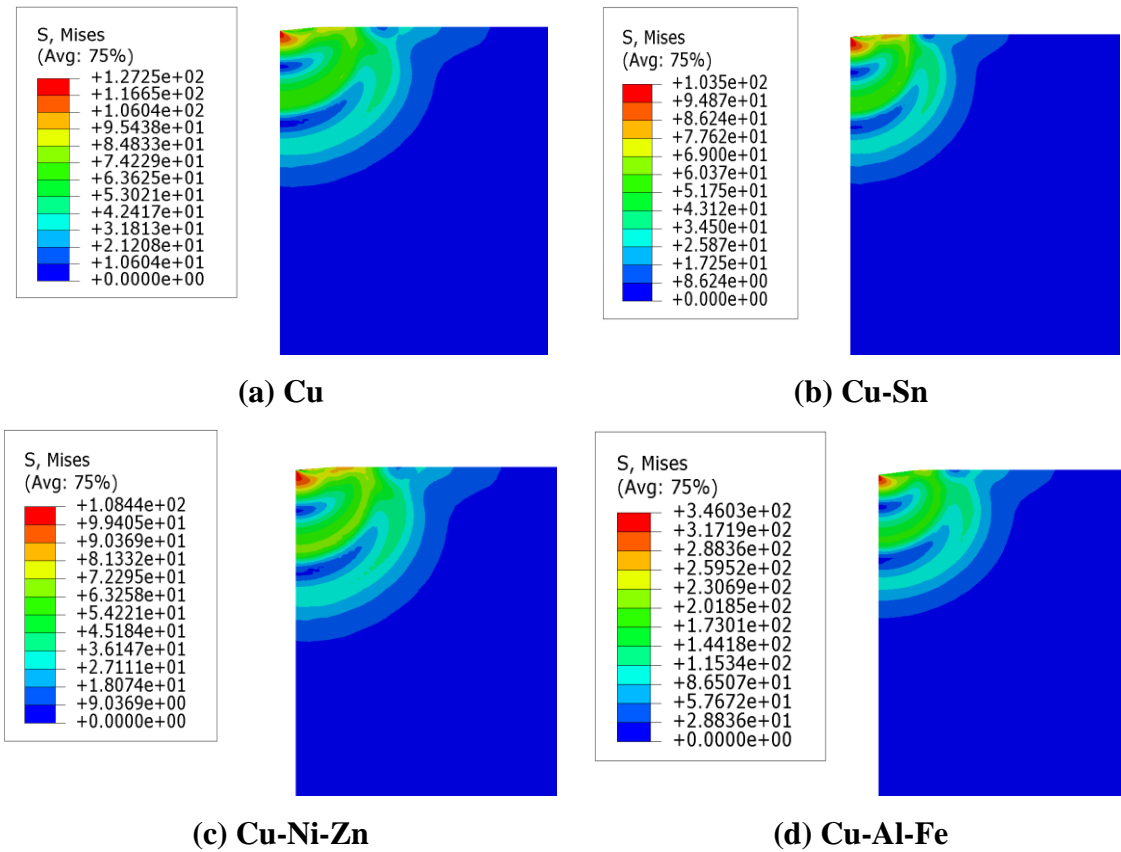 S, Mises
(Avg: 75%)
+1.2725e+02
+1.1665e+02
+1.0604e+02
+9.5438e+01
+8.4833e+01
+7.4229e+01
+6.3625e+01
+5.3021e+01
+4.2417e+01
+3.1813e+01
+2.1208e+01
+1.0604e+01
+0.0000e+00
(a) Cu
S, Mises
(Avg: 75%)
+1.035e+02
+9.487e+01
+8.624e+01
+7.762e+01
+6.900e+01
+6.037e+01
+5.175e+01
+4.312e+01
+3.450e+01
+2.587e+01
+1.725e+01
+8.624e+00
+0.000e+00
(b) Cu-Sn
S, Mises
(Avg: 75%)
+1.0844e+02
+9.9405e+01
+9.0369e+01
+8.1332e+01
+7.2295e+01
+6.3258e+01
+5.4221e+01
+4.5184e+01
+3.6147e+01
+2.7111e+01
+1.8074e+01
+9.0369e+00
+0.0000e+00
(c) Cu-Ni-Zn
S, Mises
(Avg: 75%)
+3.4603e+02
+3.1719e+02
+2.8836e+02
+2.5952e+02
+2.3069e+02
+2.0185e+02
+1.7301e+02
+1.4418e+02
+1.1534e+02
+8.6507e+01
+5.7672e+01
+2.8836e+01
+0.0000e+00
(d) Cu-Al-Fe